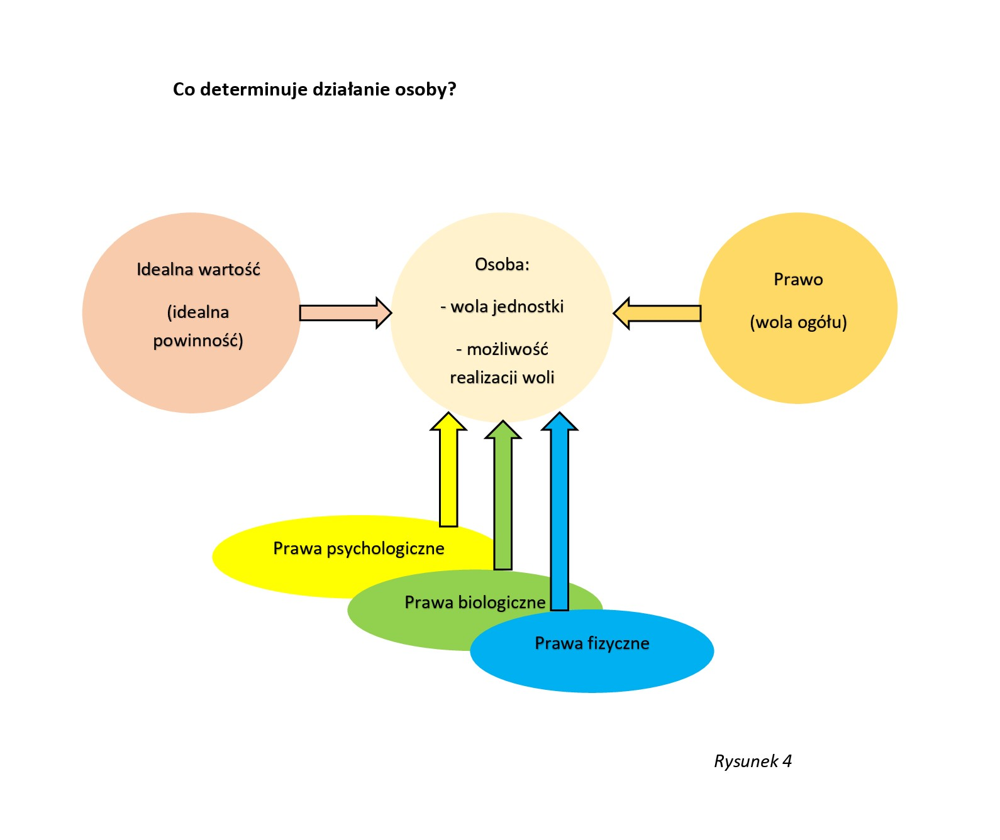 Co determinuje działanie osoby?
Idealna wartość
(idealna
powinność)
Osoba:
- wola jednostki
- możliwość
realizacji woli
Prawo
(wola ogółu)
Prawa psychologiczne
Prawa biologiczne
Prawa fizyczne
Rysunek 4